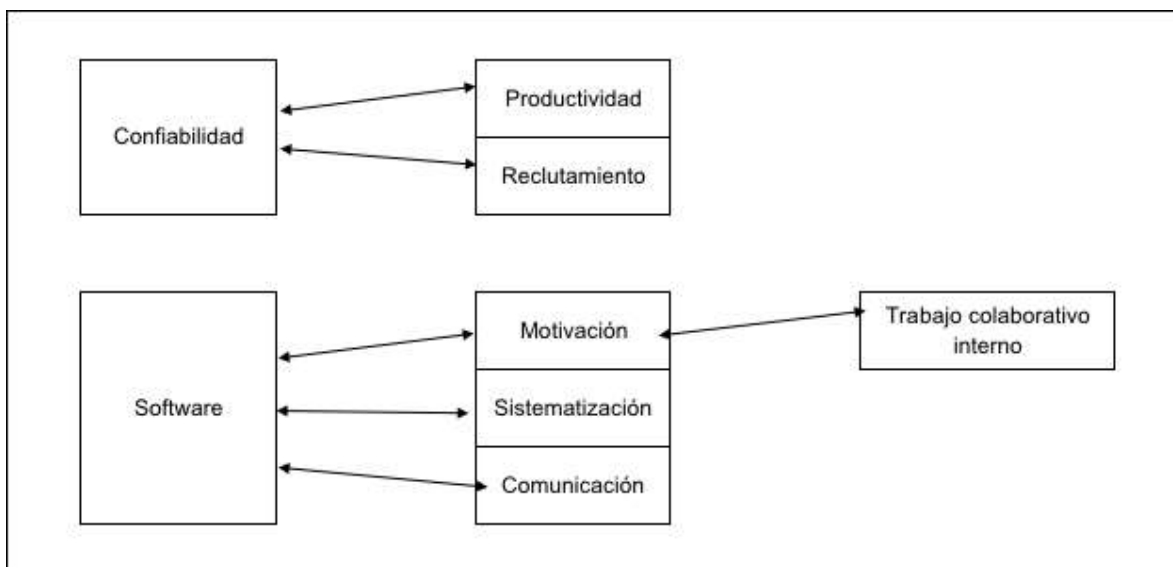 Confiabilidad
Productividad
Reclutamiento
Software
Motivación
Sistematización
Comunicación
Trabajo colaborativo
interno